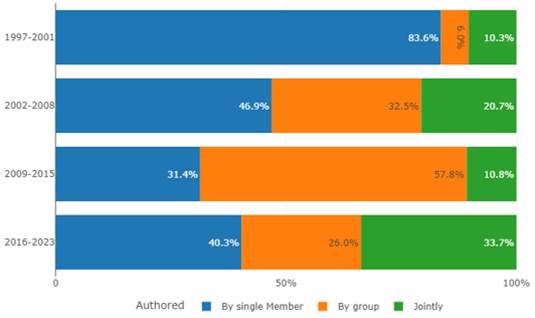 1997-2001 83.6% 6.0% 10.3%
2002-2008 46.9% 32.5% 20.7%
2009-2015 31.4% 57.8% 10.8%
2016-2023 40.3% 26.0% 33.7%
0 50% 100%
Authored By single Member By group Jointly